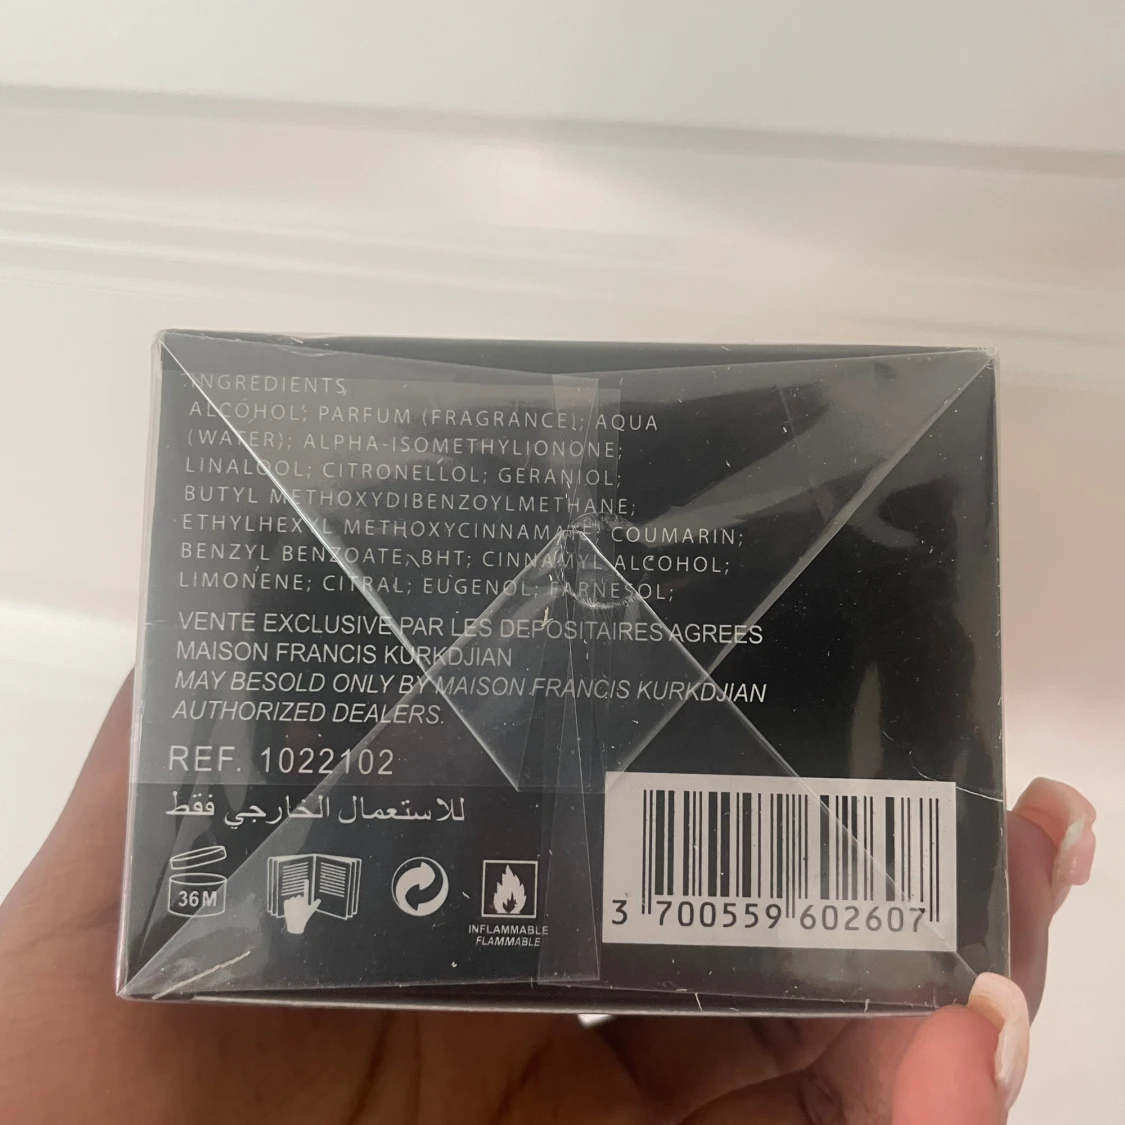 INGREDIENTS
ALCOHOL; PARFUM (FRAGRANCE); AQUA
(WATER); ALPHA-ISOMETHYLIONONE;
LINALOOL; CITRONELLOL; GERANIOL;
BUTYL METHOXYDIBENZOYLMETHANE;
ETHYLHEXYL METHOXYCINNAMATE; COUMARIN;
BENZYL BENZOATE; BHT; CINNAMYL ALCOHOL;
LIMONENE; CITRAL; EUGENOL; FARNESOL;
VENTE EXCLUSIVE PAR LES DEPOSITAIRES AGREES
MAISON FRANCIS KURKDJIAN
MAY BESOLD ONLY BY MAISON FRANCIS KURKDJIAN
AUTHORIZED DEALERS.
REF. 1022102
للاستعمال الخارجي فقط
36M
INFLAMMABLE
FLAMMABLE
3 700559 602607